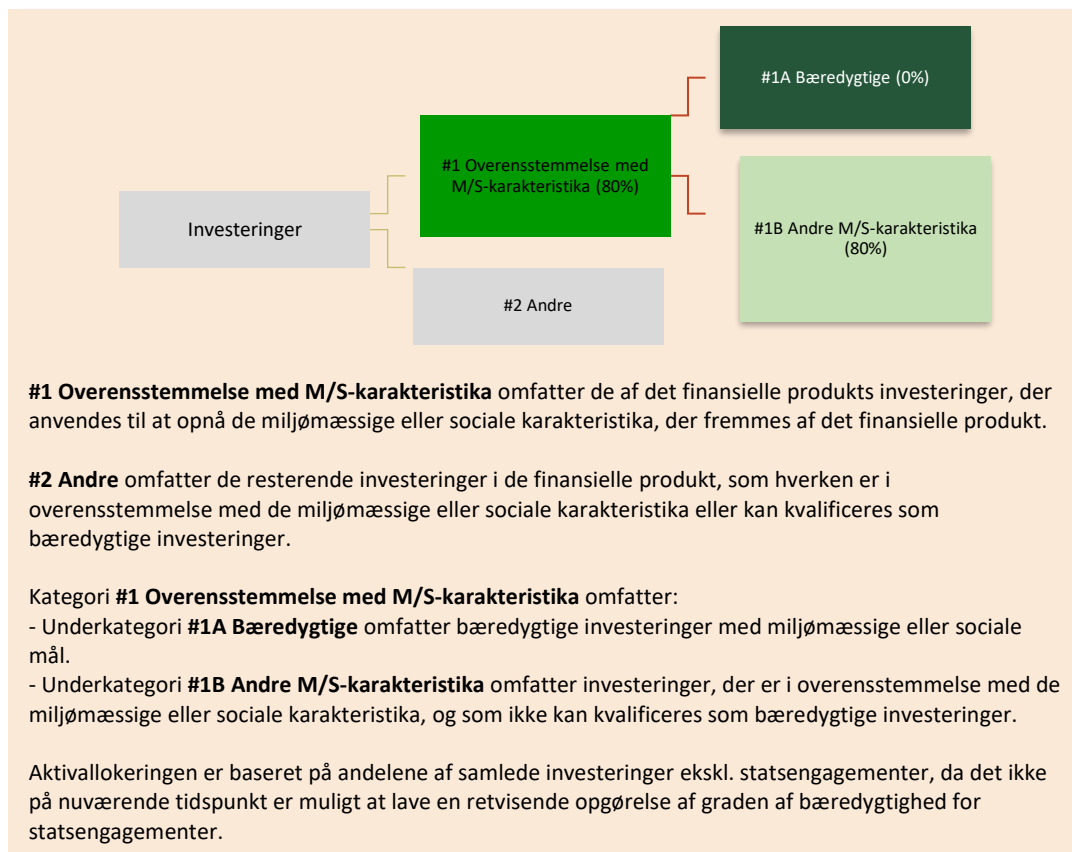 #1A Bæredygtige (0%)
#1 Overensstemmelse med
M/S-karakteristika (80%)
Investeringer
#1B Andre M/S-karakteristika
(80%)
#2 Andre
#1 Overensstemmelse med M/S-karakteristika omfatter de af det finansielle produkts investeringer, der
anvendes til at opnå de miljømæssige eller sociale karakteristika, der fremmes af det finansielle produkt.
#2 Andre omfatter de resterende investeringer i de finansielle produkt, som hverken er i
overensstemmelse med de miljømæssige eller sociale karakteristika eller kan kvalificeres som
bæredygtige investeringer.
Kategori #1 Overensstemmelse med M/S-karakteristika omfatter:
- Underkategori #1A Bæredygtige omfatter bæredygtige investeringer med miljømæssige eller sociale
mål.
- Underkategori #1B Andre M/S-karakteristika omfatter investeringer, der er i overensstemmelse med de
miljømæssige eller sociale karakteristika, og som ikke kan kvalificeres som bæredygtige investeringer.
Aktivallokeringen er baseret på andelene af samlede investeringer ekskl. statsengagementer, da det ikke
på nuværende tidspunkt er muligt at lave en retvisende opgørelse af graden af bæredygtighed for
statsengagementer.